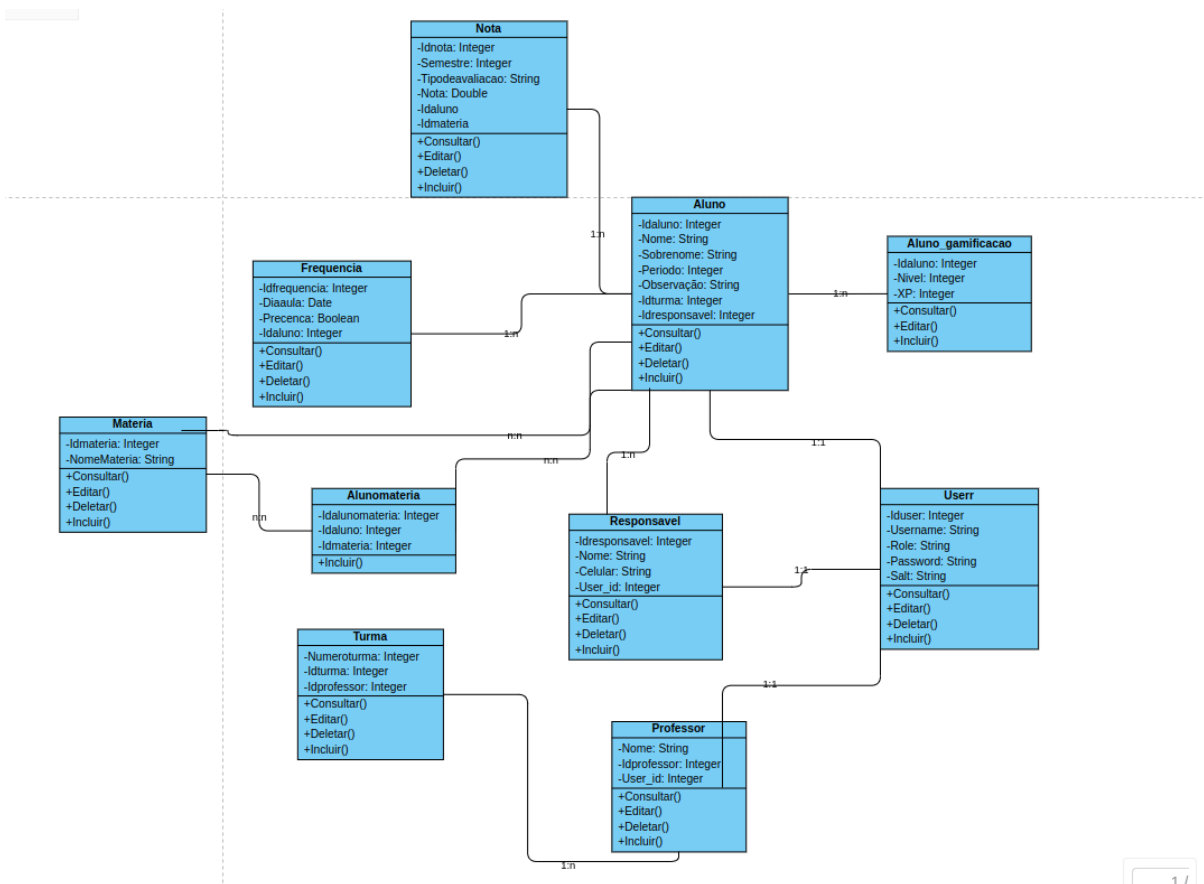 Nota
-Idnota: Integer
-Semestre: Integer
-Tipodeavaliacao: String
-Nota: Double
-Idaluno
-Idmateria
+Consultar()
+Editar()
+Deletar()
+Incluir()
1:n
Aluno
-Idaluno: Integer
-Nome: String
-Sobrenome: String
-Periodo: Integer
-Observação: String
-Idturma: Integer
-Idresponsavel: Integer
+Consultar()
+Editar()
+Deletar()
+Incluir()
1:n
Aluno_gamificacao
-Idaluno: Integer
-Nivel: Integer
-XP: Integer
+Consultar()
+Editar()
+Incluir()
Frequencia
-Idfrequencia: Integer
-Diaaula: Date
-Precenca: Boolean
-Idaluno: Integer
+Consultar()
+Editar()
+Deletar()
+Incluir()
1:n
Materia
-Idmateria: Integer
-NomeMateria: String
+Consultar()
+Editar()
+Deletar()
+Incluir()
n:n
n:n
n:n
1:n
1:1
Alunomateria
-Idalunomateria: Integer
-Idaluno: Integer
-Idmateria: Integer
+Incluir()
Responsavel
-Idresponsavel: Integer
-Nome: String
-Celular: String
-User_id: Integer
+Consultar()
+Editar()
+Deletar()
+Incluir()
1:1
Userr
-Iduser: Integer
-Username: String
-Role: String
-Password: String
-Salt: String
+Consultar()
+Editar()
+Deletar()
+Incluir()
Turma
-Numeroturma: Integer
-Idturma: Integer
-Idprofessor: Integer
+Consultar()
+Editar()
+Deletar()
+Incluir()
1:1
Professor
-Nome: String
-Idprofessor: Integer
-User_id: Integer
+Consultar()
+Editar()
+Deletar()
+Incluir()
1:n
1 /